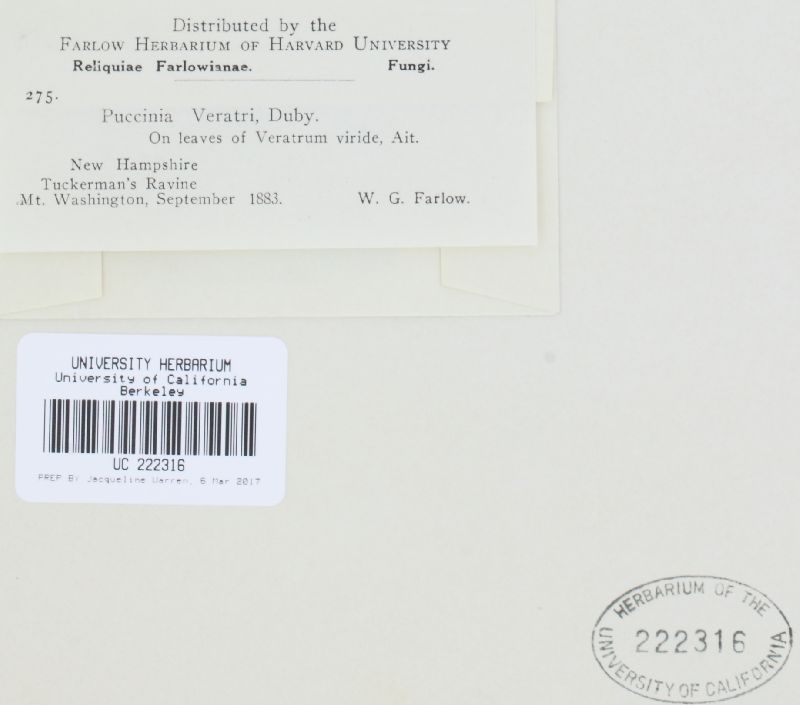 Distributed by the
FARLOW HERBARIUM OF HARVARD UNIVERSITY
Reliquiae Farlowianae. Fungi.
275.
Puccinia Veratri, Duby.
On leaves of Veratrum viride, Ait.
New Hampshire
Tuckerman's Ravine
Mt. Washington, September 1883. W. G. Farlow.
UNIVERSITY HERBARIUM
University of California
Berkeley
UC 222316
PREP BY Jacqueline Warren, 6 Mar 2017
HERBARIUM OF THE
222316
UNIVERSITY OF CALIFORNIA